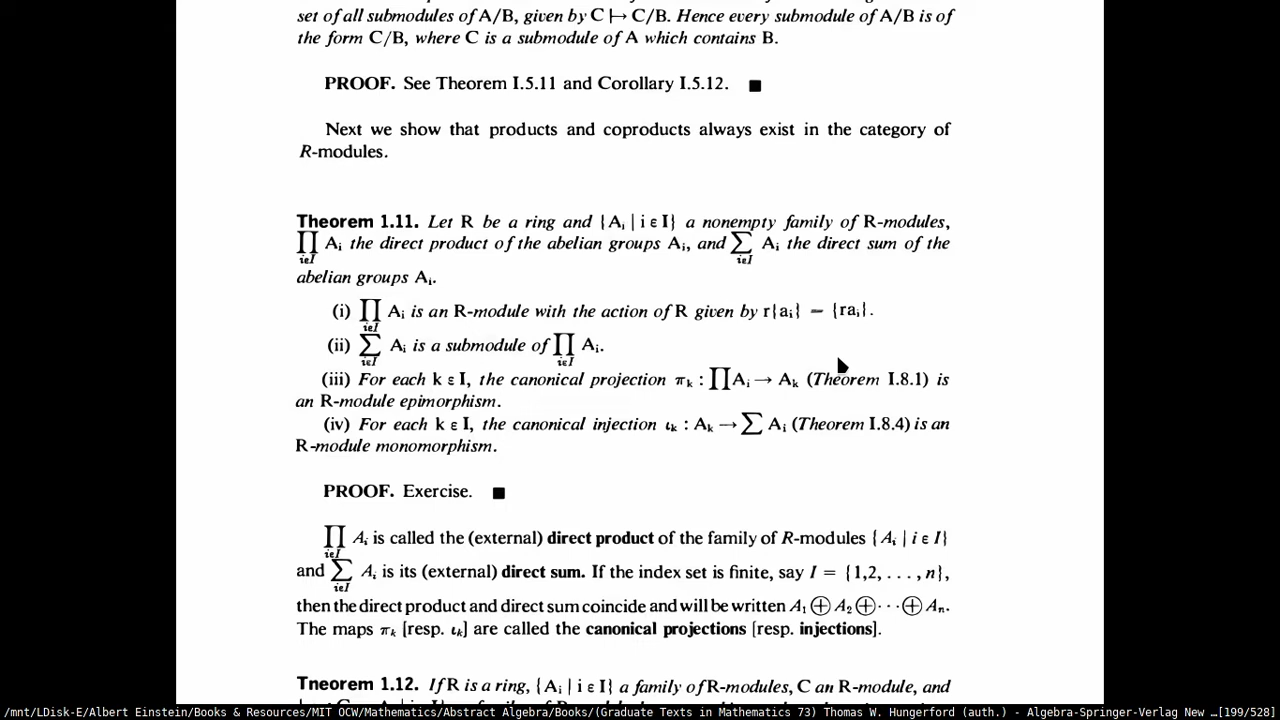 set of all submodules of A/B, given by C ↦ C/B. Hence every submodule of A/B is of
the form C/B, where C is a submodule of A which contains B.
PROOF. See Theorem I.5.11 and Corollary I.5.12. ■
Next we show that products and coproducts always exist in the category of
R-modules.
Theorem 1.11. Let R be a ring and {Aᵢ | i ε I} a nonempty family of R-modules,
∏ Aᵢ the direct product of the abelian groups Aᵢ, and ∑ Aᵢ the direct sum of the
iεI iεI
abelian groups Aᵢ.
(i) ∏ Aᵢ is an R-module with the action of R given by r{aᵢ} = {raᵢ}.
iεI
(ii) ∑ Aᵢ is a submodule of ∏ Aᵢ.
iεI iεI
(iii) For each k ε I, the canonical projection πₖ : ∏ Aᵢ → Aₖ (Theorem I.8.1) is
an R-module epimorphism.
(iv) For each k ε I, the canonical injection ιₖ : Aₖ → ∑ Aᵢ (Theorem I.8.4) is an
R-module monomorphism.
PROOF. Exercise. ■
∏ Aᵢ is called the (external) direct product of the family of R-modules {Aᵢ | i ε I}
iεI
and ∑ Aᵢ is its (external) direct sum. If the index set is finite, say I = {1,2, . . . , n},
iεI
then the direct product and direct sum coincide and will be written A₁ ⊕ A₂ ⊕ · · · ⊕ Aₙ.
The maps πₖ [resp. ιₖ] are called the canonical projections [resp. injections].
Tneorem 1.12. If R is a ring, {Aᵢ | i ε I} a family of R-modules, C an R-module, and
/mnt/LDisk-E/Albert Einstein/Books & Resources/MIT OCW/Mathematics/Abstract Algebra/Books/(Graduate Texts in Mathematics 73) Thomas W. Hungerford (auth.) - Algebra-Springer-Verlag New …[199/528]